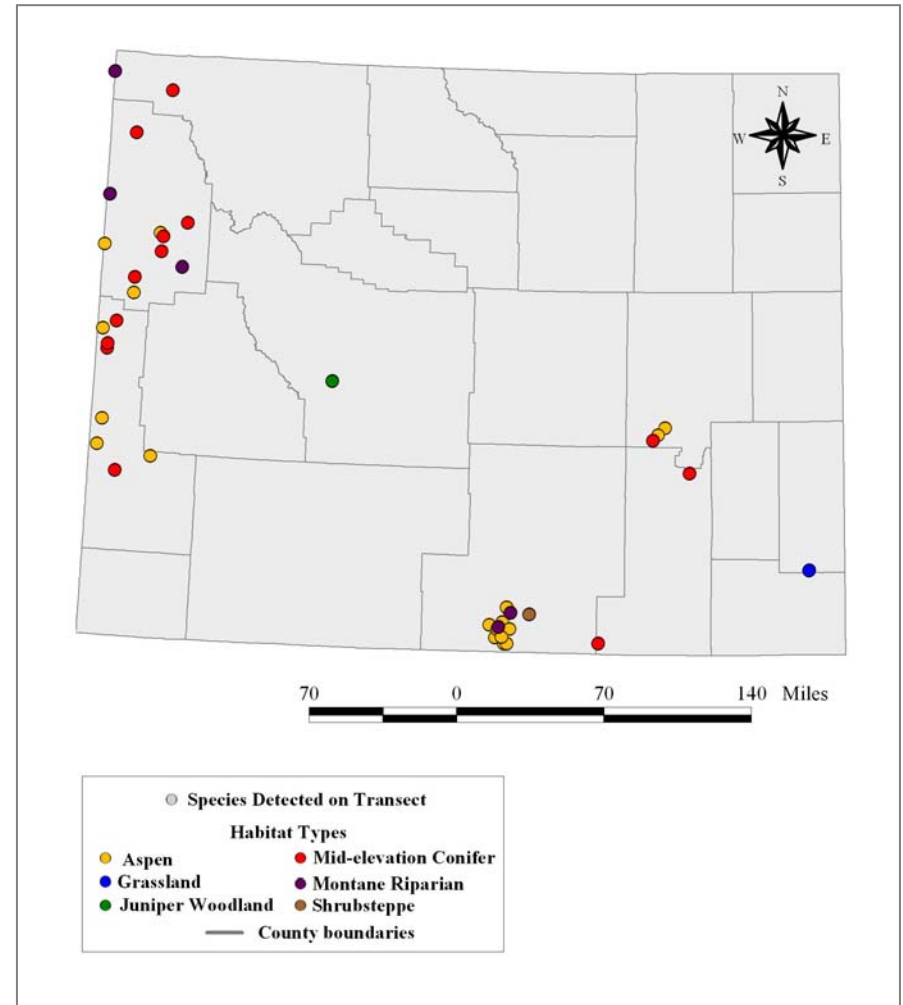 N
W E
S
70 0 70 140 Miles
Species Detected on Transect
Habitat Types
Aspen Mid-elevation Conifer
Grassland Montane Riparian
Juniper Woodland Shrubsteppe
County boundaries